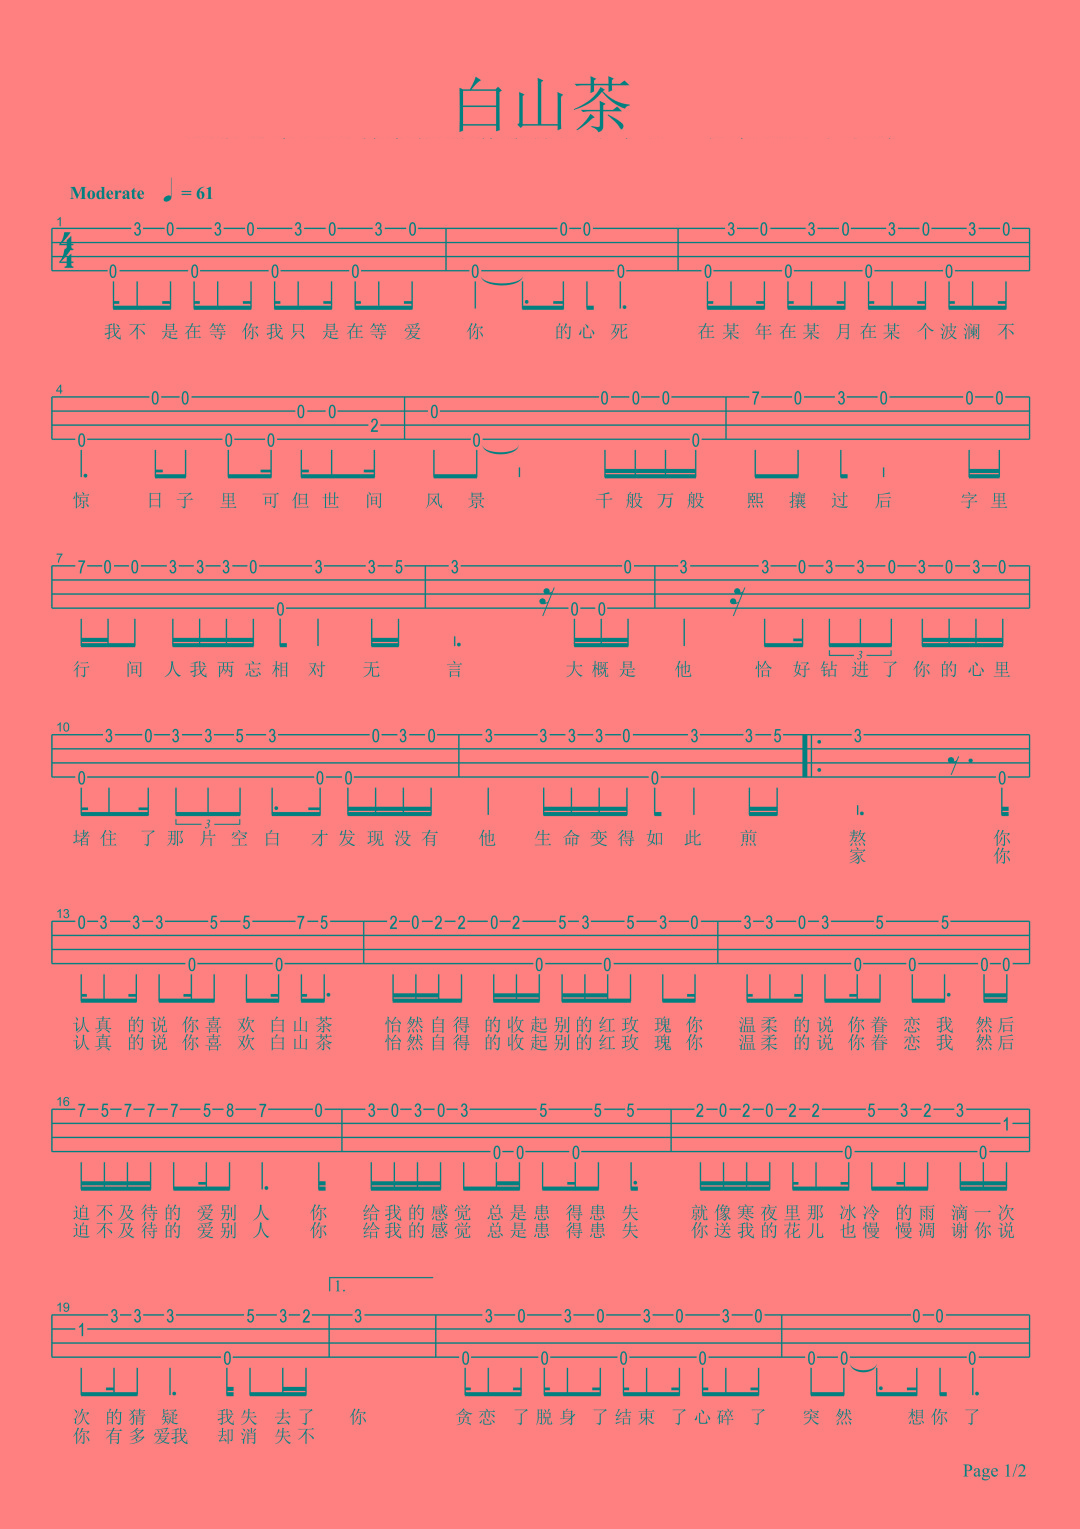 白山茶
Moderate ♩ = 61
1
4
4
3 0 3 0 3 0 3 0 0 0 3 0 3 0 3 0 3 0
0 0 0 0 0 0 0 0 0 0
我不是在等你我只是在等爱你的心死在某年在某月在某个波澜不
4
0 0 0 0 0 7 0 3 0 0 0
0 0 0
2
0 0 0 0 0
惊日子里可但世间风景千般万般熙攘过后字里
7
7 0 0 3 3 3 0 3 3 5 3 0 3 3 0 3 3 0 3 0 3 0
0 0 0
3
行间人我两忘相对无言大概是他恰好钻进了你的心里
10
3 0 3 3 5 3 0 3 0 3 3 3 3 0 3 3 5 3
0 0 0 0 0
3
堵住了那片空白才发现没有他生命变得如此煎熬你
家你
13
0 3 3 3 5 5 7 5 2 0 2 2 0 2 5 3 5 3 0 3 3 0 3 5 5
0 0 0 0 0 0 0 0
认真的说你喜欢白山茶怡然自得的收起别的红玫瑰你温柔的说你眷恋我然后
认真的说你喜欢白山茶怡然自得的收起别的红玫瑰你温柔的说你眷恋我然后
16
7 5 7 7 7 5 8 7 0 3 0 3 0 3 5 5 5 2 0 2 0 2 2 5 3 2 3
1
0 0 0 0 0
迫不及待的爱别人你给我的感觉总是患得患失就像寒夜里那冰冷的雨滴一次
迫不及待的爱别人你给我的感觉总是患得患失你送我的花儿也慢慢凋谢你说
1.
19
3 3 3 5 3 2 3 3 0 3 0 3 0 3 0 0 0
1
0 0 0 0 0 0 0 0
次的猜疑我失去了你贪恋了脱身了结束了心碎了突然想你了
你有多爱我却消失不
Page 1/2